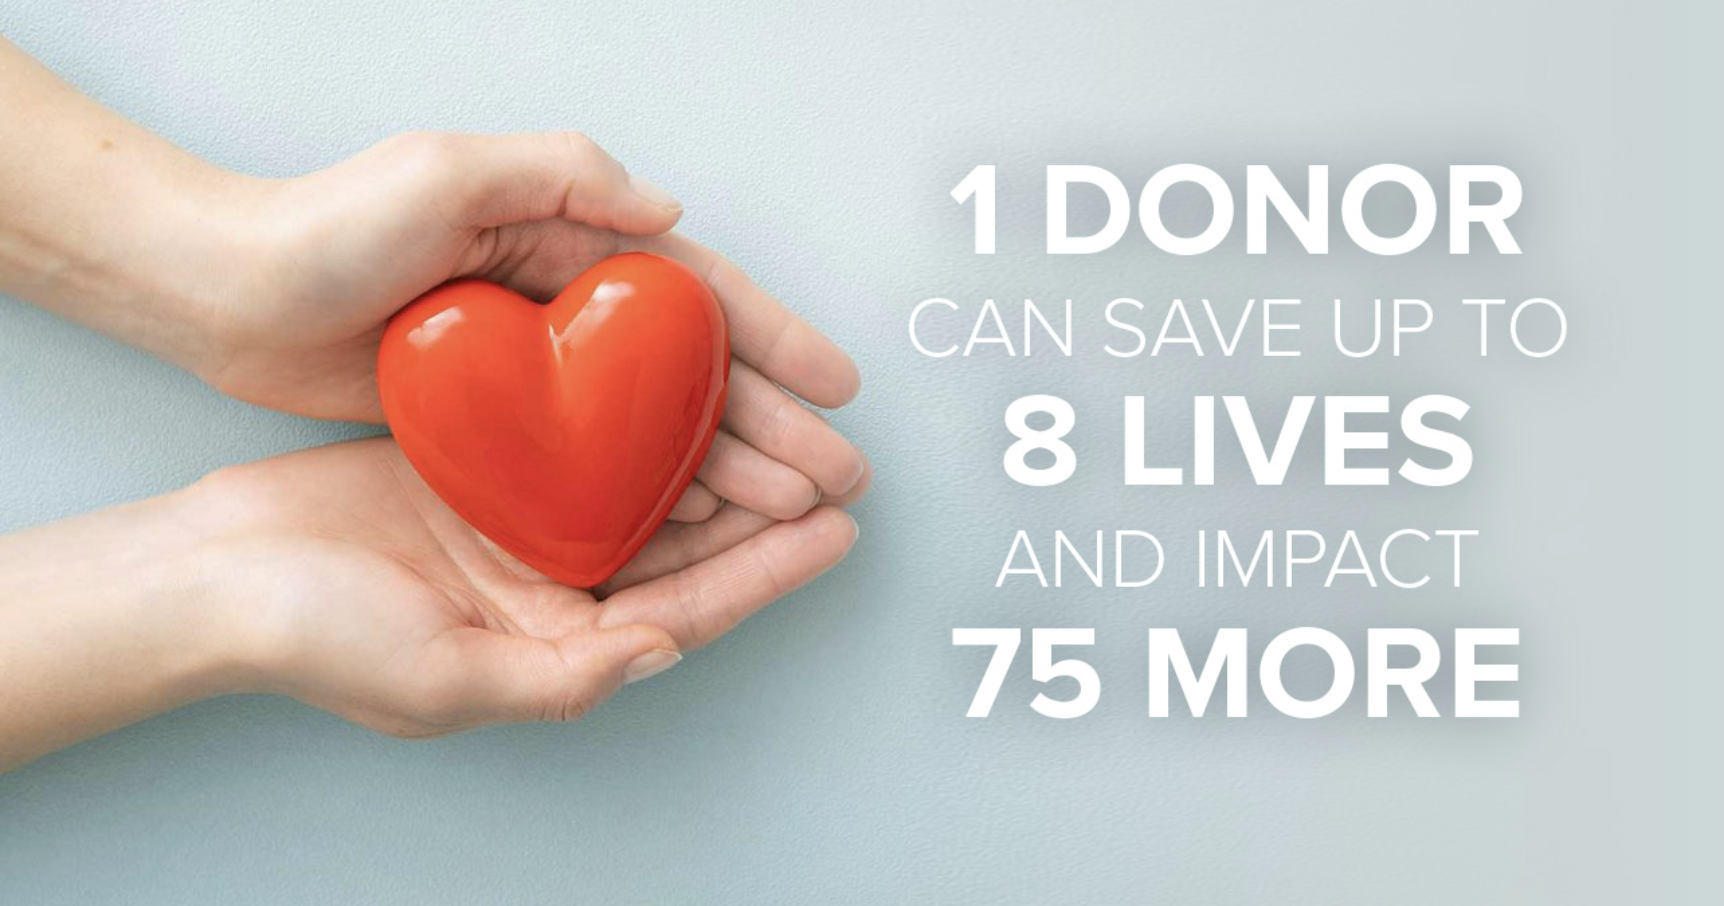 1 DONOR
CAN SAVE UP TO
8 LIVES
AND IMPACT
75 MORE